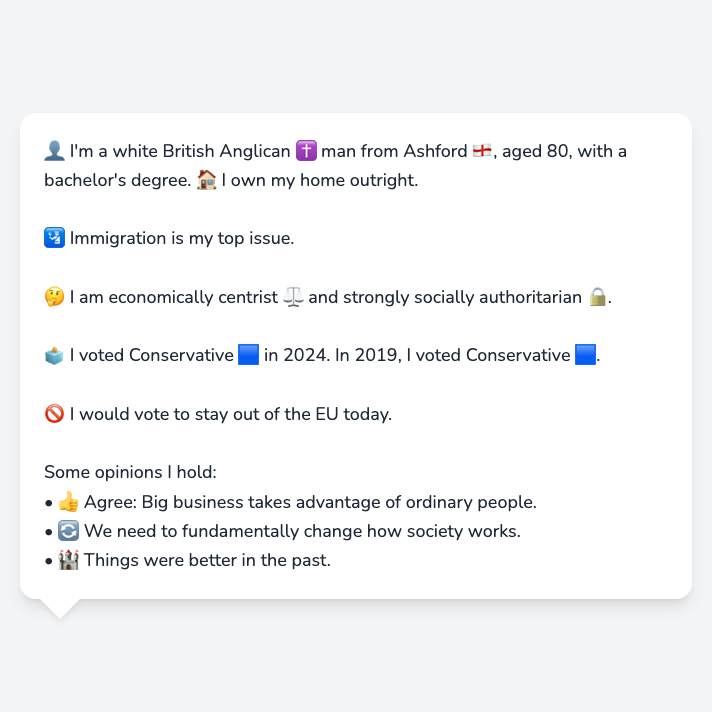 👤 I'm a white British Anglican ✝️ man from Ashford 🏴󠁧󠁢󠁥󠁮󠁧󠁿, aged 80, with a
bachelor's degree. 🏠 I own my home outright.
🛂 Immigration is my top issue.
🤔 I am economically centrist ⚖️ and strongly socially authoritarian 🔒.
🗳️ I voted Conservative 🟦 in 2024. In 2019, I voted Conservative 🟦.
🚫 I would vote to stay out of the EU today.
Some opinions I hold:
• 👍 Agree: Big business takes advantage of ordinary people.
• 🔄 We need to fundamentally change how society works.
• 🏰 Things were better in the past.